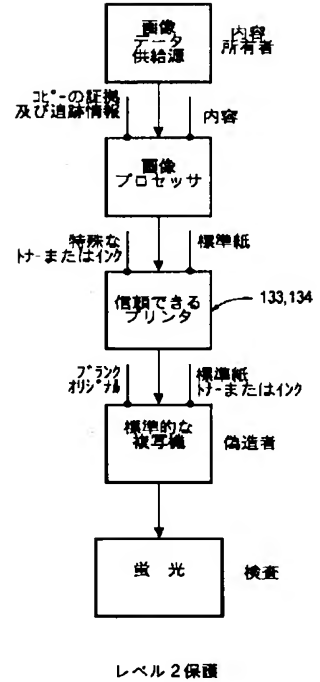 画像
データ
供給源
内容
所有者
コピーの証拠
及び追跡情報
内容
画像
プロセッサ
特殊な
トナーまたはインク
標準紙
信頼できる
プリンタ
133,134
ブランク
オリジナル
標準紙
トナーまたはインク
標準的な
複写機
偽造者
蛍 光
検査
レベル2保護